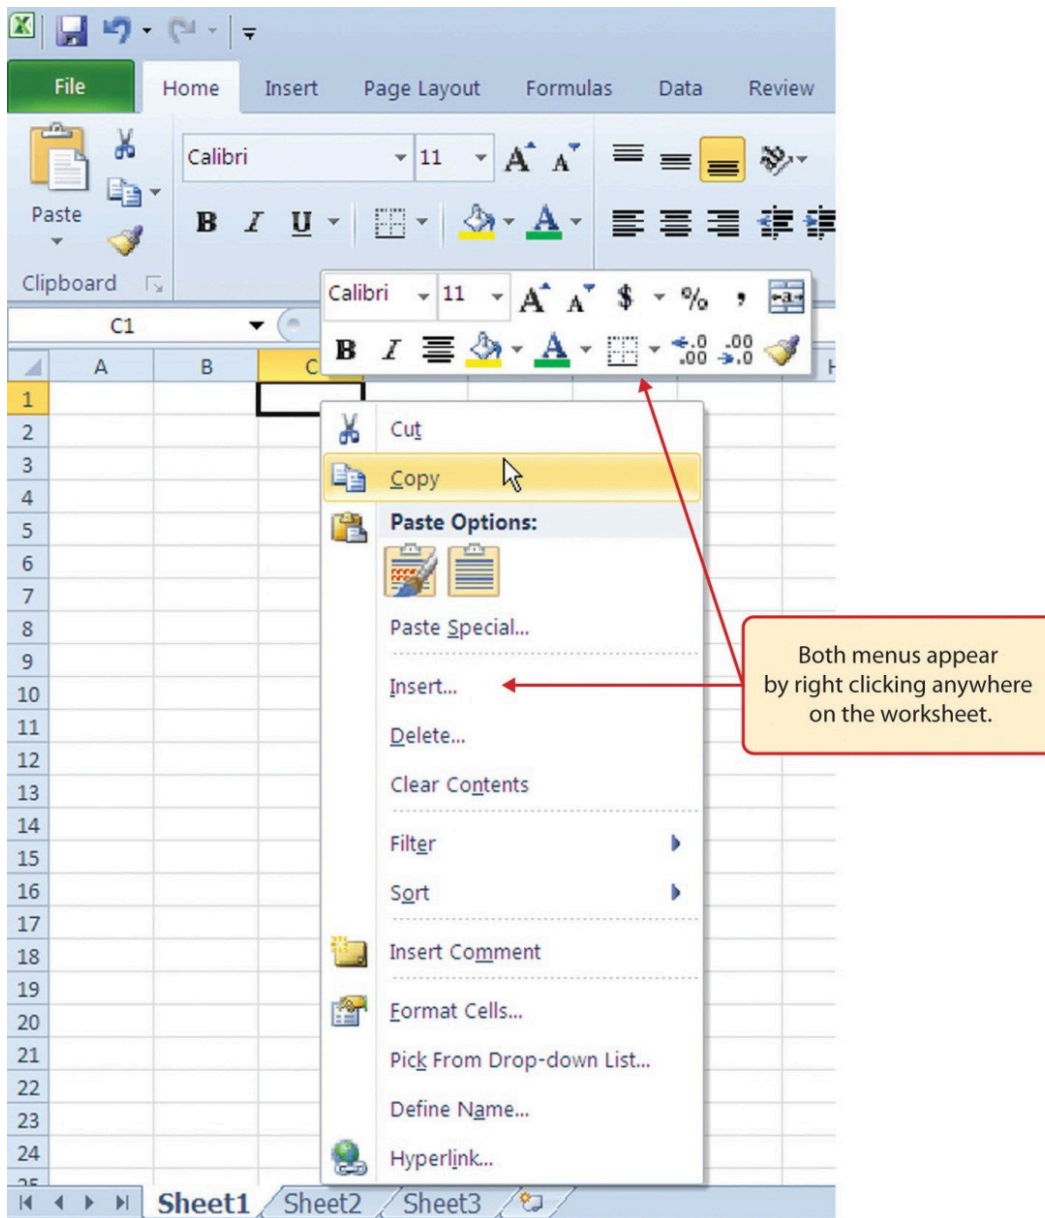 File Home Insert Page Layout Formulas Data Review
Calibri 11 A A
Paste
B I U A
Clipboard
Calibri 11 A A $ % , a
C1
B I A .0 .00 .00 .0
A B C
1
2
3
4
5
6
7
8
9
10
11
12
13
14
15
16
17
18
19
20
21
22
23
24
Cut
Copy
Paste Options:
Paste Special...
Insert...
Delete...
Clear Contents
Filter
Sort
Insert Comment
Format Cells...
Pick From Drop-down List...
Define Name...
Hyperlink...
Both menus appear
by right clicking anywhere
on the worksheet.
Sheet1 Sheet2 Sheet3